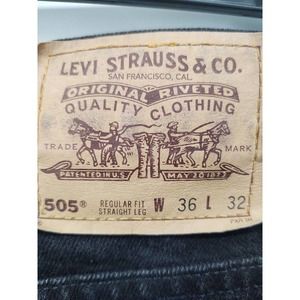 LEVI STRAUSS & CO.
SAN FRANCISCO, CAL.
ORIGINAL RIVETED
QUALITY CLOTHING
TRADE MARK
PATENTED IN U.S. MAY 20 1873
505® REGULAR FIT W 36 L 32
STRAIGHT LEG